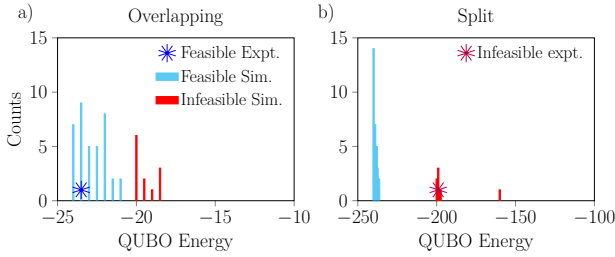 a) Overlapping
b) Split
15
10
5
0
Counts
Feasible Expt.
Feasible Sim.
Infeasible Sim.
−25 −20 −15 −10
QUBO Energy
15
10
5
0
Infeasible expt.
−250 −200 −150 −100
QUBO Energy